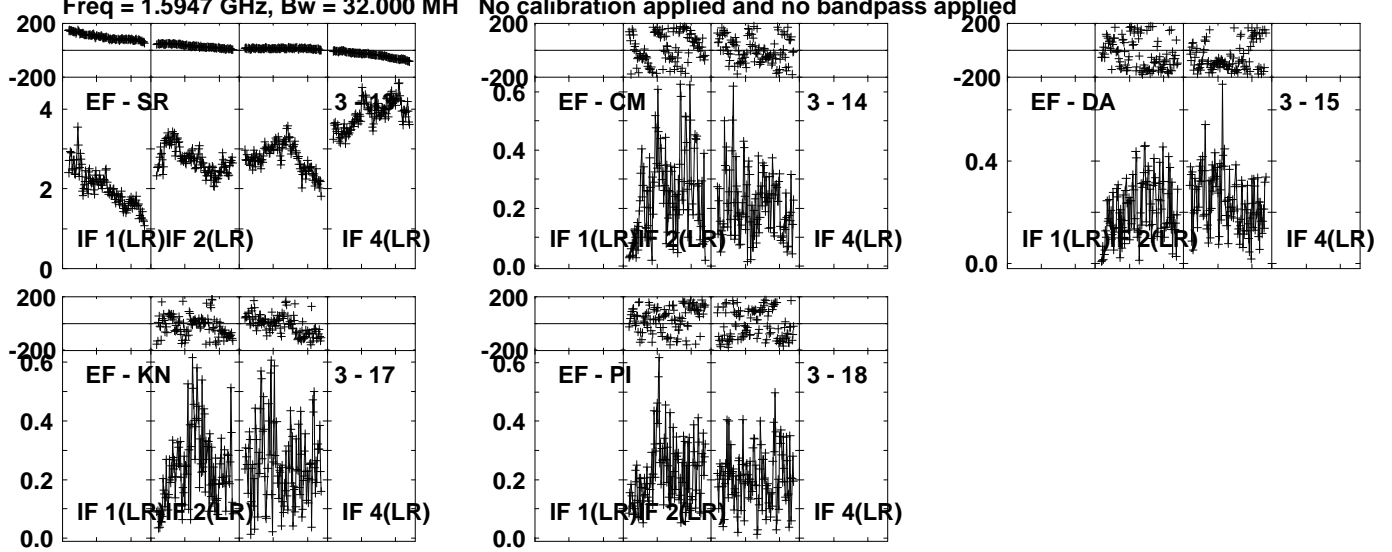 Freq = 1.5947 GHz, Bw = 32.000 MH No calibration applied and no bandpass applied
200
-200
EF - SR
4
2
0
IF 1(LR)
IF 2(LR)
IF 4(LR)
200
-200
0.6
EF - CM
3 - 14
0.4
0.2
0.0
IF 1(LR)
IF 2(LR)
IF 4(LR)
200
-200
EF - DA
3 - 15
0.4
0.0
IF 1(LR)
IF 2(LR)
IF 4(LR)
200
-200
0.6
EF - KN
3 - 17
0.4
0.2
0.0
IF 1(LR)
IF 2(LR)
IF 4(LR)
200
-200
0.6
EF - PI
3 - 18
0.4
0.2
0.0
IF 1(LR)
IF 2(LR)
IF 4(LR)